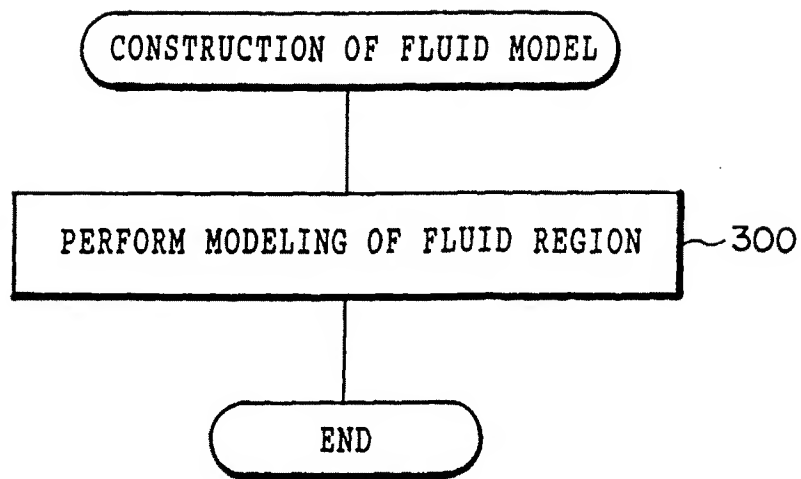 CONSTRUCTION OF FLUID MODEL
PERFORM MODELING OF FLUID REGION
300
END